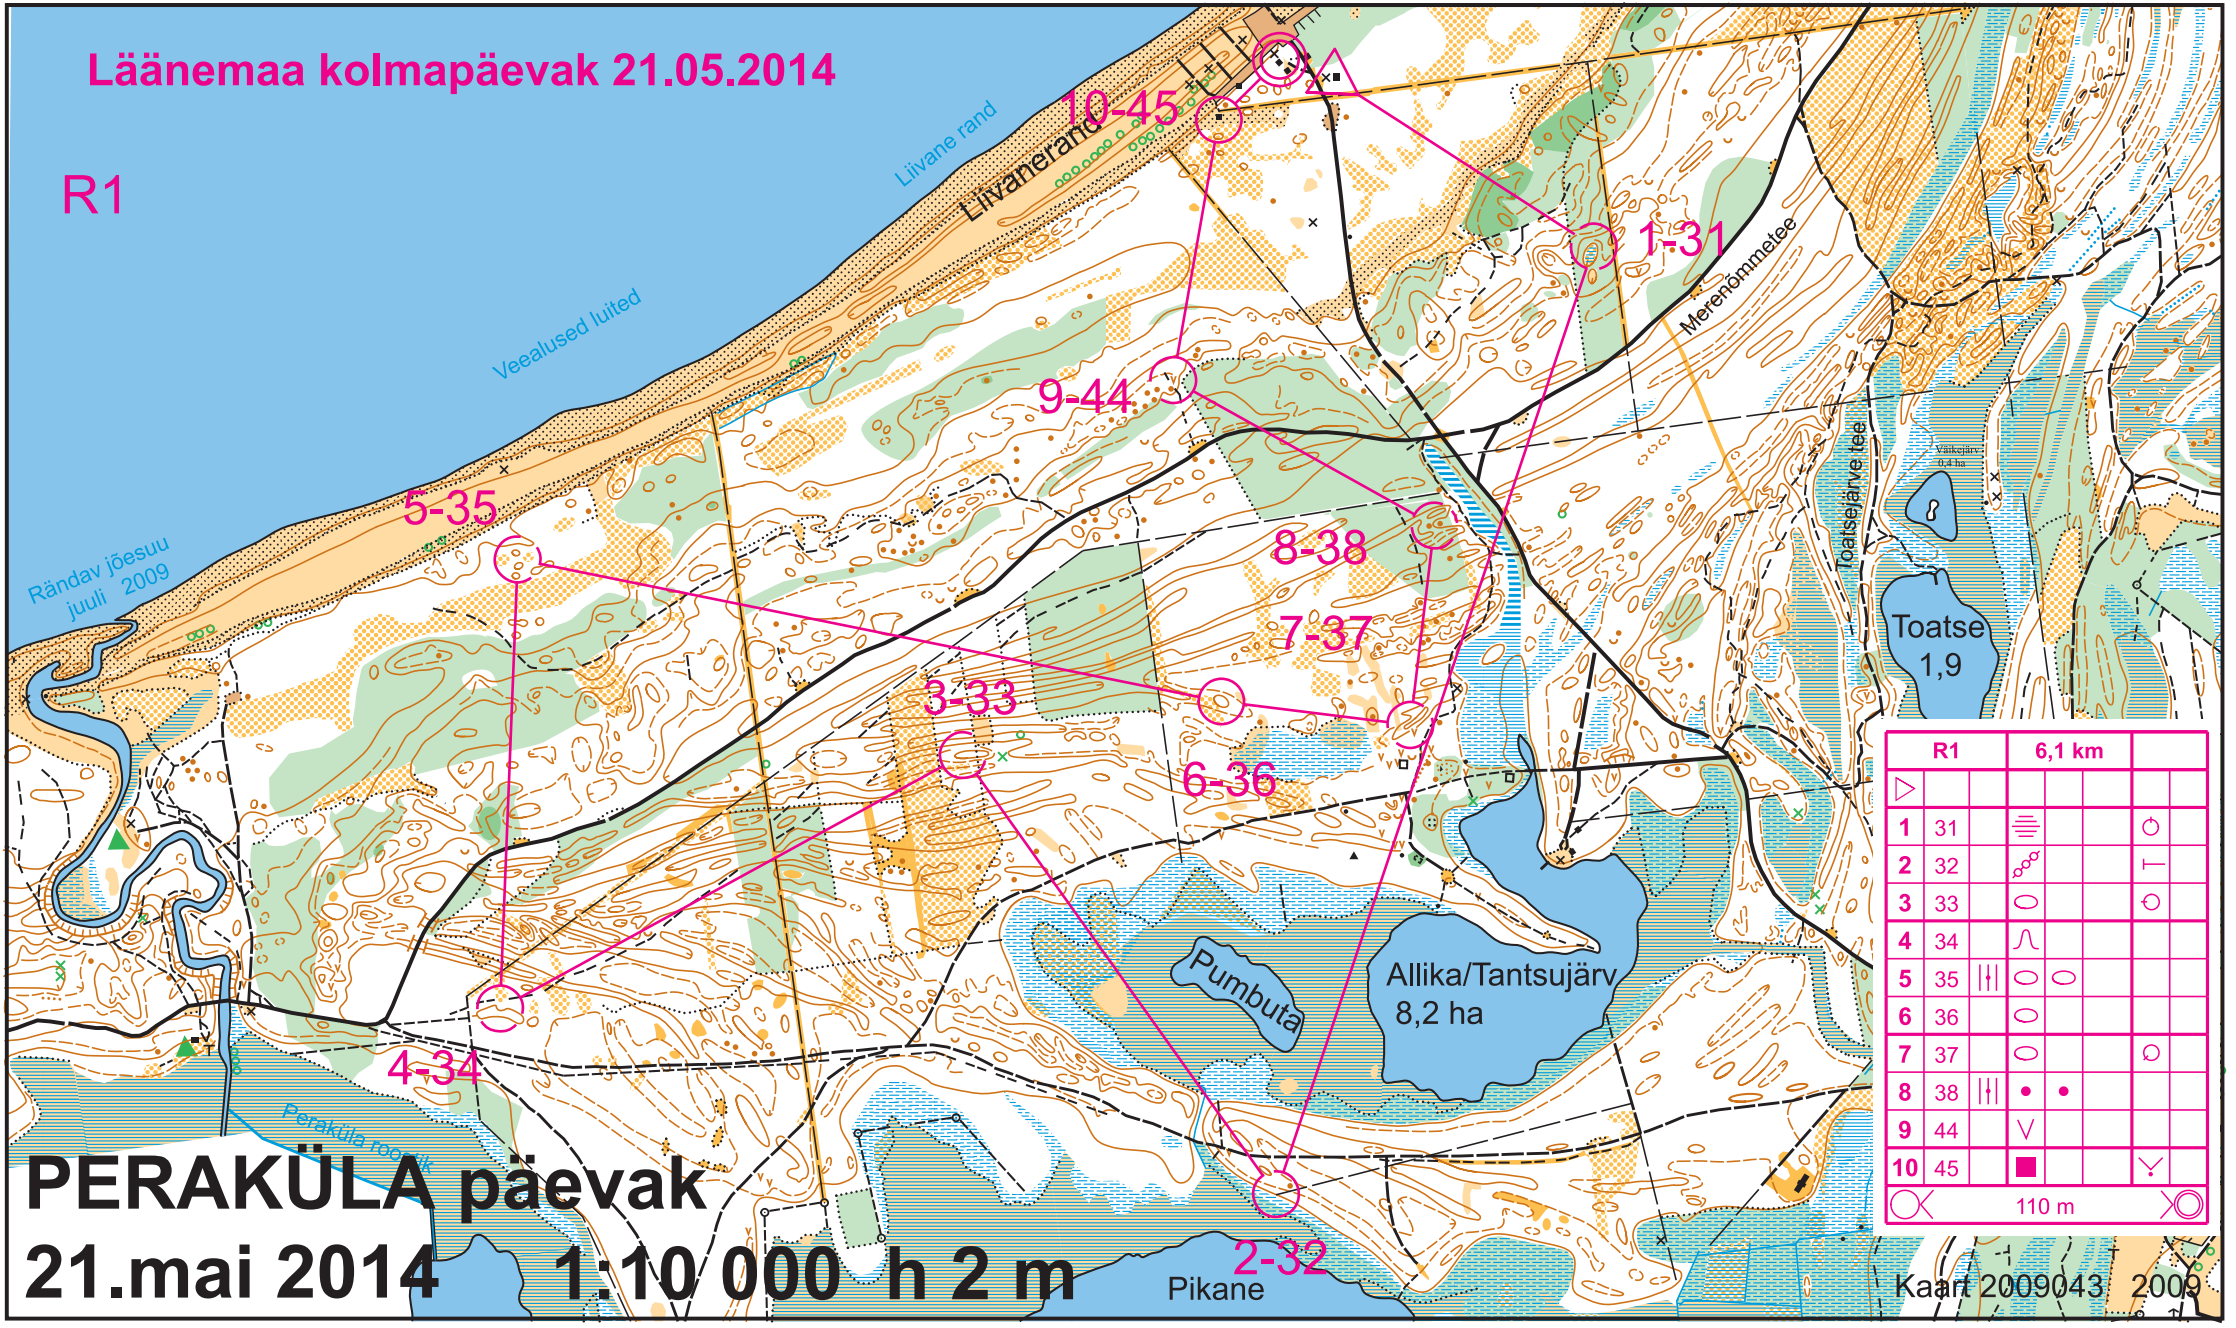 Läänemaa kolmapäevak 21.05.2014
R1
10-45
Liivane rand
Liivanerand
1-31
Merenõmmetee
Veealused luited
9-44
Toatsejärve tee
Väikejärv
0,4 ha
5-35
8-38
Rändav jõesuu
juuli 2009
7-37
Toatse
1,9
3-33
6-36
R1 6,1 km
1 31
2 32
3 33
4 34
5 35
6 36
7 37
8 38
9 44
10 45
110 m
Pumbuta
Allika/Tantsujärv
8,2 ha
4-34
Peraküla roostik
PERAKÜLA päevak
21.mai 2014 1:10 000 h 2 m
2-32
Pikane
Kaart 2009043 2009